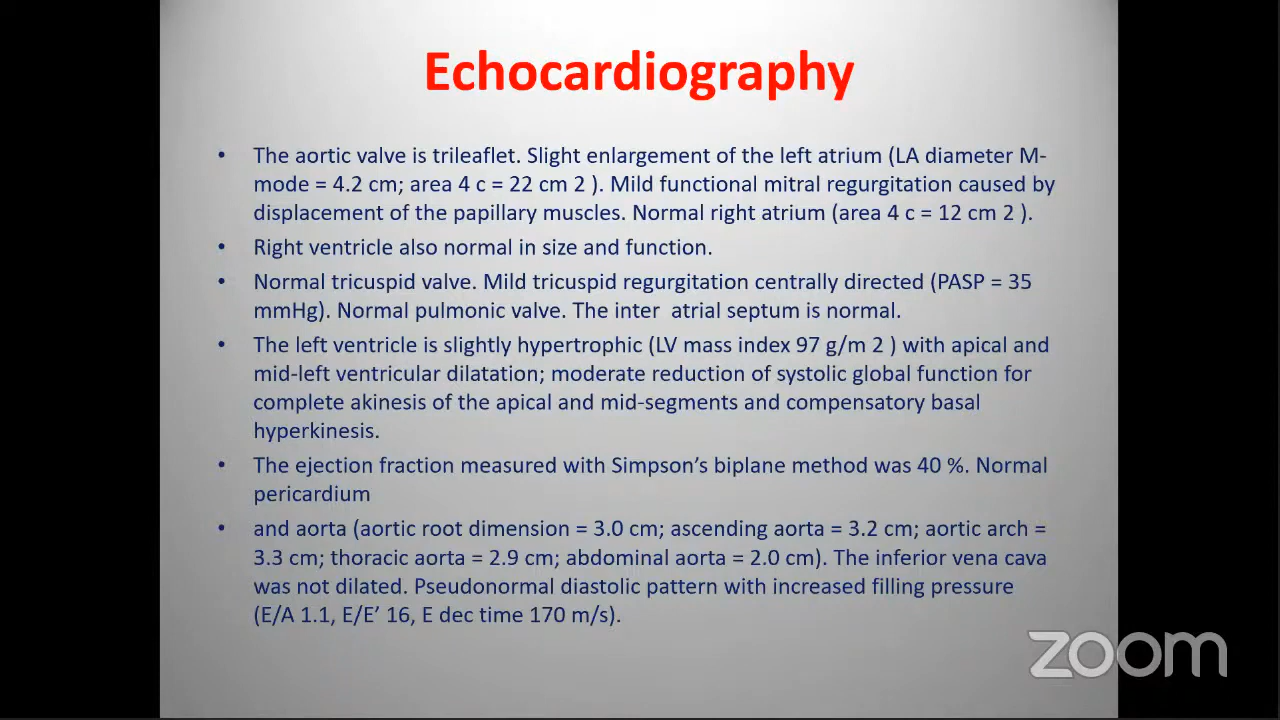 Echocardiography
• The aortic valve is trileaflet. Slight enlargement of the left atrium (LA diameter M-
mode = 4.2 cm; area 4 c = 22 cm 2 ). Mild functional mitral regurgitation caused by
displacement of the papillary muscles. Normal right atrium (area 4 c = 12 cm 2 ).
• Right ventricle also normal in size and function.
• Normal tricuspid valve. Mild tricuspid regurgitation centrally directed (PASP = 35
mmHg). Normal pulmonic valve. The inter  atrial septum is normal.
• The left ventricle is slightly hypertrophic (LV mass index 97 g/m 2 ) with apical and
mid-left ventricular dilatation; moderate reduction of systolic global function for
complete akinesis of the apical and mid-segments and compensatory basal
hyperkinesis.
• The ejection fraction measured with Simpson’s biplane method was 40 %. Normal
pericardium
• and aorta (aortic root dimension = 3.0 cm; ascending aorta = 3.2 cm; aortic arch =
3.3 cm; thoracic aorta = 2.9 cm; abdominal aorta = 2.0 cm). The inferior vena cava
was not dilated. Pseudonormal diastolic pattern with increased filling pressure
(E/A 1.1, E/E’ 16, E dec time 170 m/s).
zoom